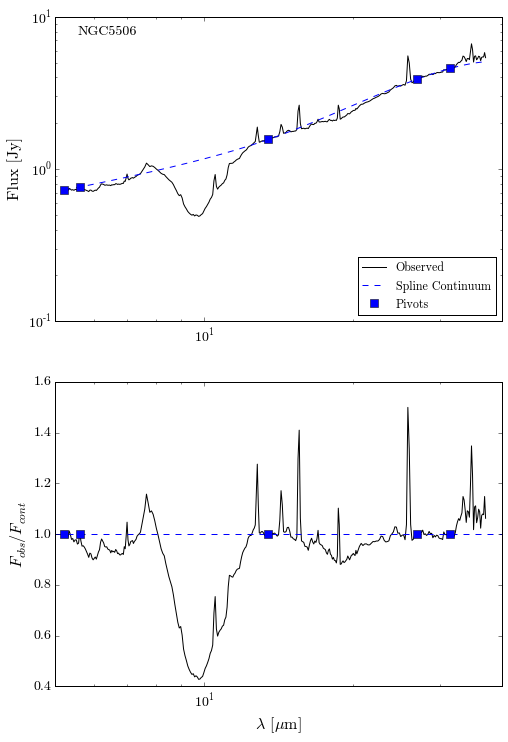 NGC5506
10^1
10^0
10^-1
Flux [Jy]
Observed
Spline Continuum
Pivots
10^1
1.6
1.4
1.2
1.0
0.8
0.6
0.4
F_obs/F_cont
10^1
λ [μm]